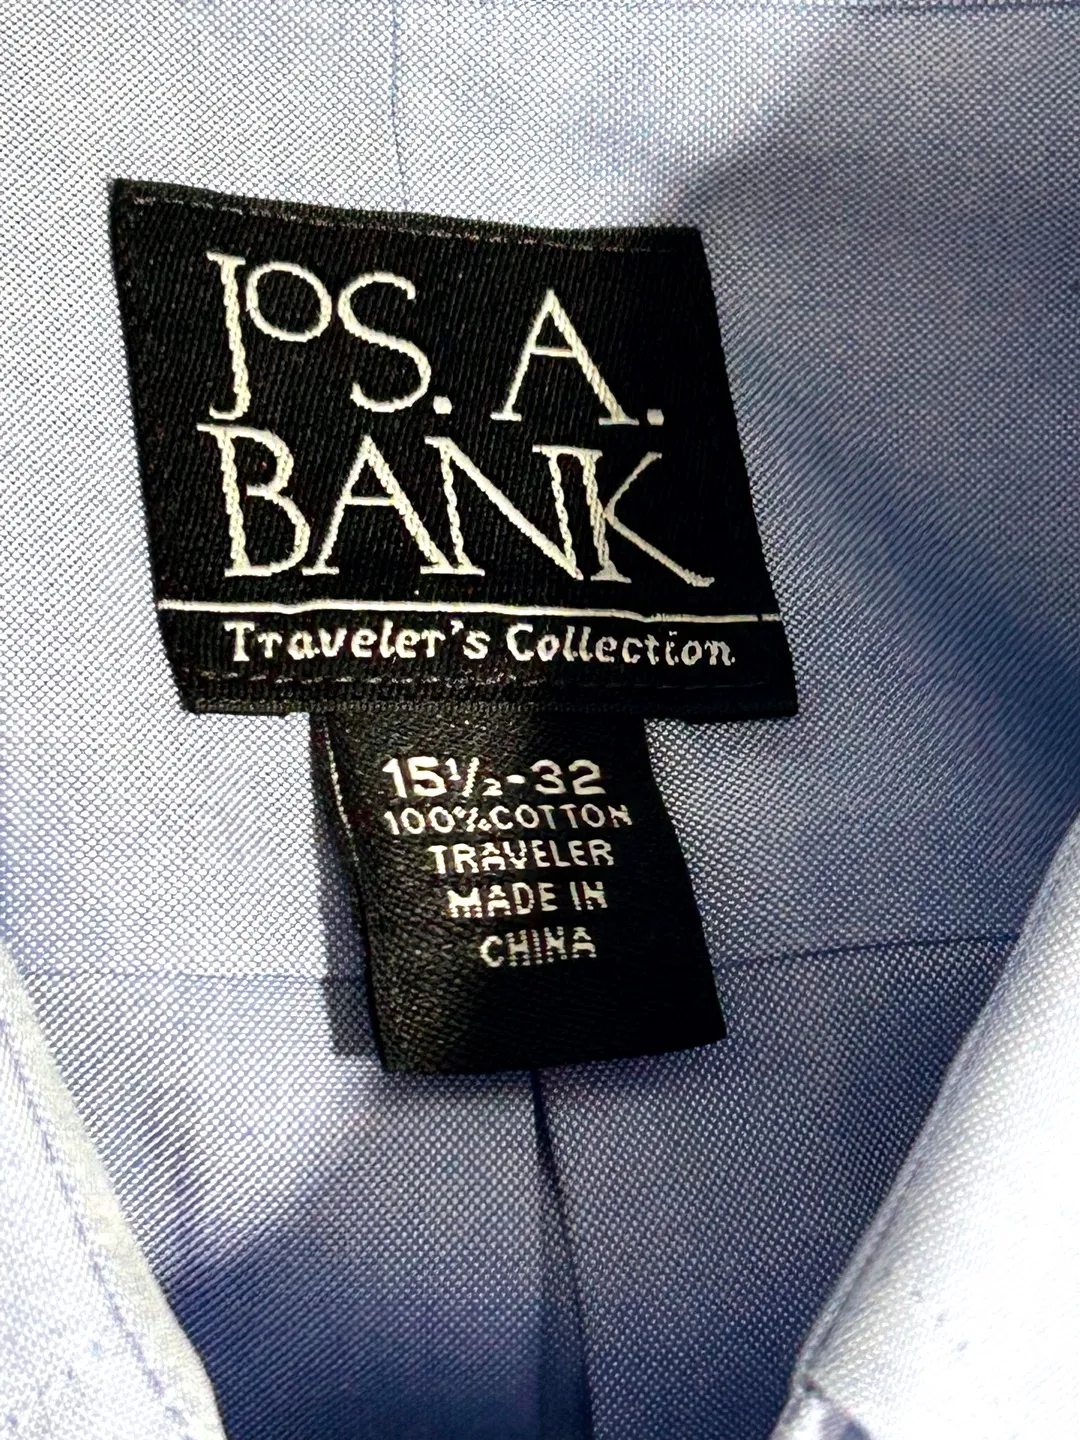 JOS. A.
BANK
Traveler's Collection
15½-32
100% COTTON
TRAVELER
MADE IN
CHINA